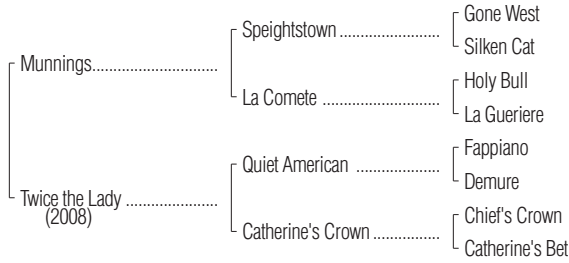 Gone West
Speightstown
Silken Cat
Munnings
Holy Bull
La Comete
La Gueriere
Fappiano
Quiet American
Demure
Twice the Lady
(2008)
Chief's Crown
Catherine's Crown
Catherine's Bet